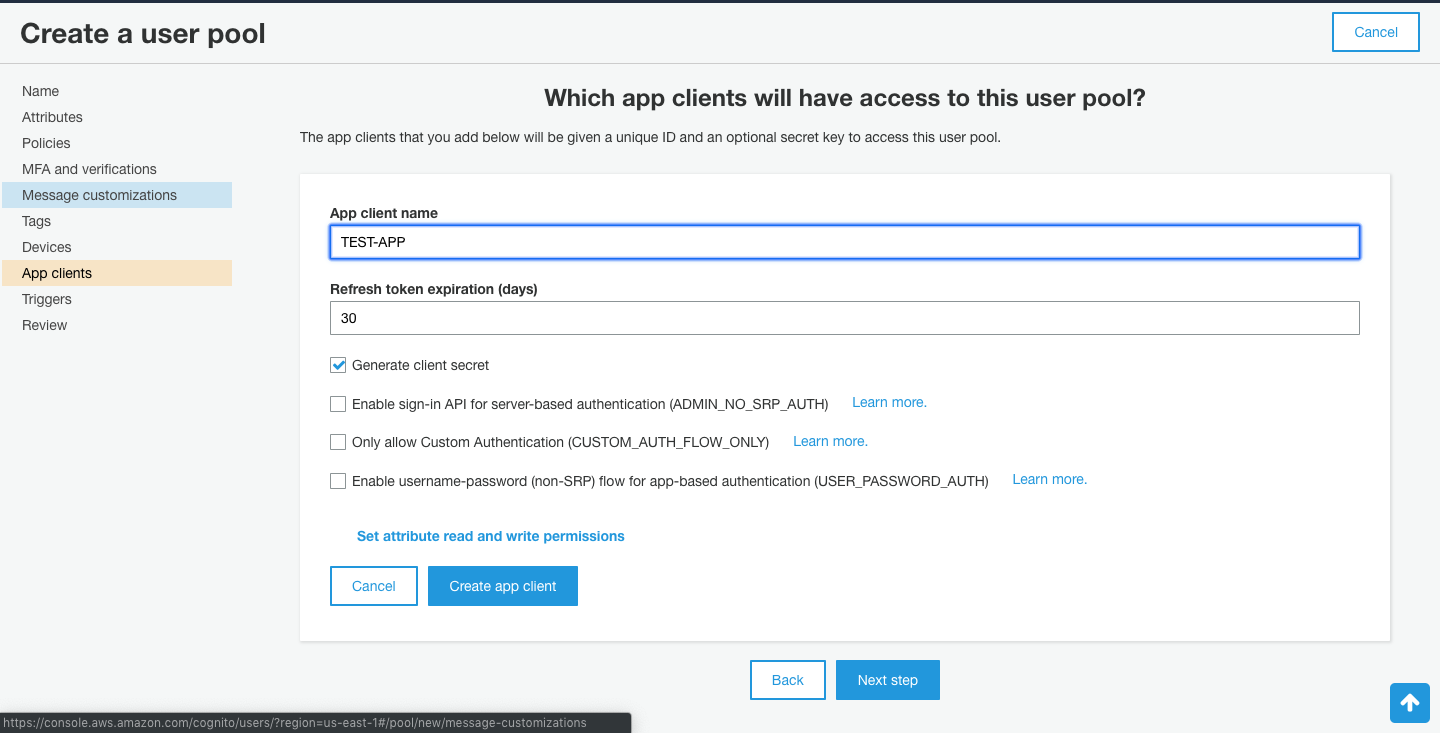 Create a user pool
Cancel
Name
Attributes
Policies
MFA and verifications
Message customizations
Tags
Devices
App clients
Triggers
Review
Which app clients will have access to this user pool?
The app clients that you add below will be given a unique ID and an optional secret key to access this user pool.
App client name
TEST-APP
Refresh token expiration (days)
30
Generate client secret
Enable sign-in API for server-based authentication (ADMIN_NO_SRP_AUTH) Learn more.
Only allow Custom Authentication (CUSTOM_AUTH_FLOW_ONLY) Learn more.
Enable username-password (non-SRP) flow for app-based authentication (USER_PASSWORD_AUTH) Learn more.
Set attribute read and write permissions
Cancel Create app client
Back Next step
https://console.aws.amazon.com/cognito/users/?region=us-east-1#/pool/new/message-customizations